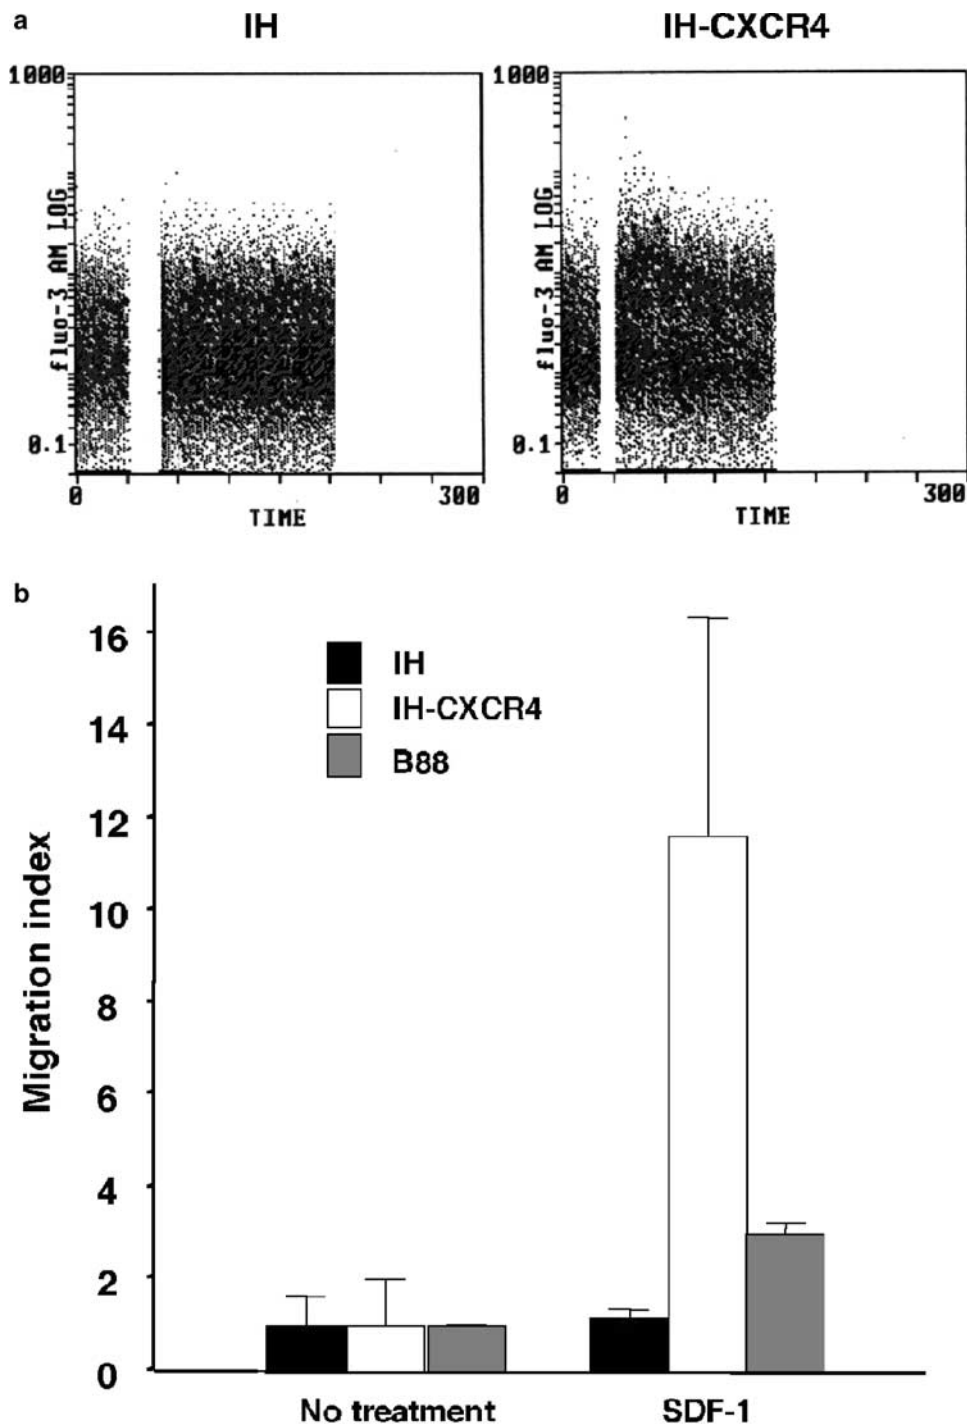 a
IH
IH-CXCR4
1000
fluo-3 AM LOG
0.1
0
300
TIME
1000
fluo-3 AM LOG
0.1
0
300
TIME
b
Migration index
16
14
12
10
8
6
4
2
0
IH
IH-CXCR4
B88
No treatment
SDF-1